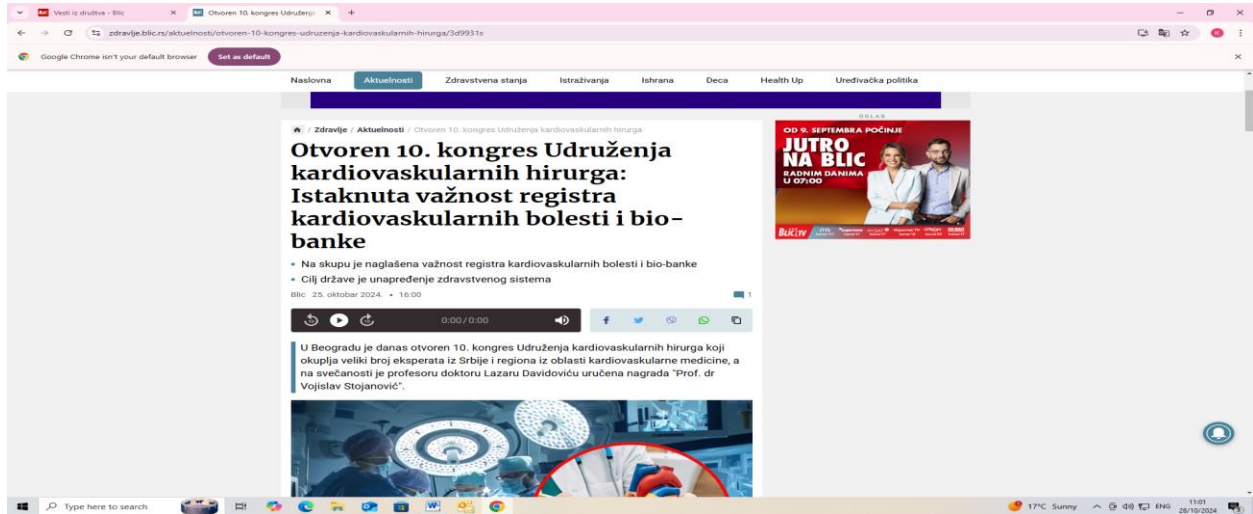 Vesti iz društva - Blic
Otvoren 10. kongres Udruženja
zdravlje.blic.rs/aktuelnosti/otvoren-10-kongres-udruzenja-kardiovaskularnih-hirurga/3d9931s
Google Chrome isn't your default browser Set as default
Naslovna Aktuelnosti Zdravstvena stanja Istraživanja Ishrana Deca Health Up Uređivačka politika
/ Zdravlje / Aktuelnosti / Otvoren 10. kongres Udruženja kardiovaskularnih hirurga
Otvoren 10. kongres Udruženja
kardiovaskularnih hirurga:
Istaknuta važnost registra
kardiovaskularnih bolesti i bio-
banke
• Na skupu je naglašena važnost registra kardiovaskularnih bolesti i bio-banke
• Cilj države je unapređenje zdravstvenog sistema
Blic 25. oktobar 2024. • 16:00
1
0:00/0:00
U Beogradu je danas otvoren 10. kongres Udruženja kardiovaskularnih hirurga koji
okuplja veliki broj eksperata iz Srbije i regiona iz oblasti kardiovaskularne medicine, a
na svečanosti je profesoru doktoru Lazaru Davidoviću uručena nagrada "Prof. dr
Vojislav Stojanović".
OGLAS
OD 9. SEPTEMBRA POČINJE
JUTRO
NA BLIC
RADNIM DANIMA
U 07:00
BLIC TV
Type here to search
17°C Sunny
ENG
11:01
28/10/2024